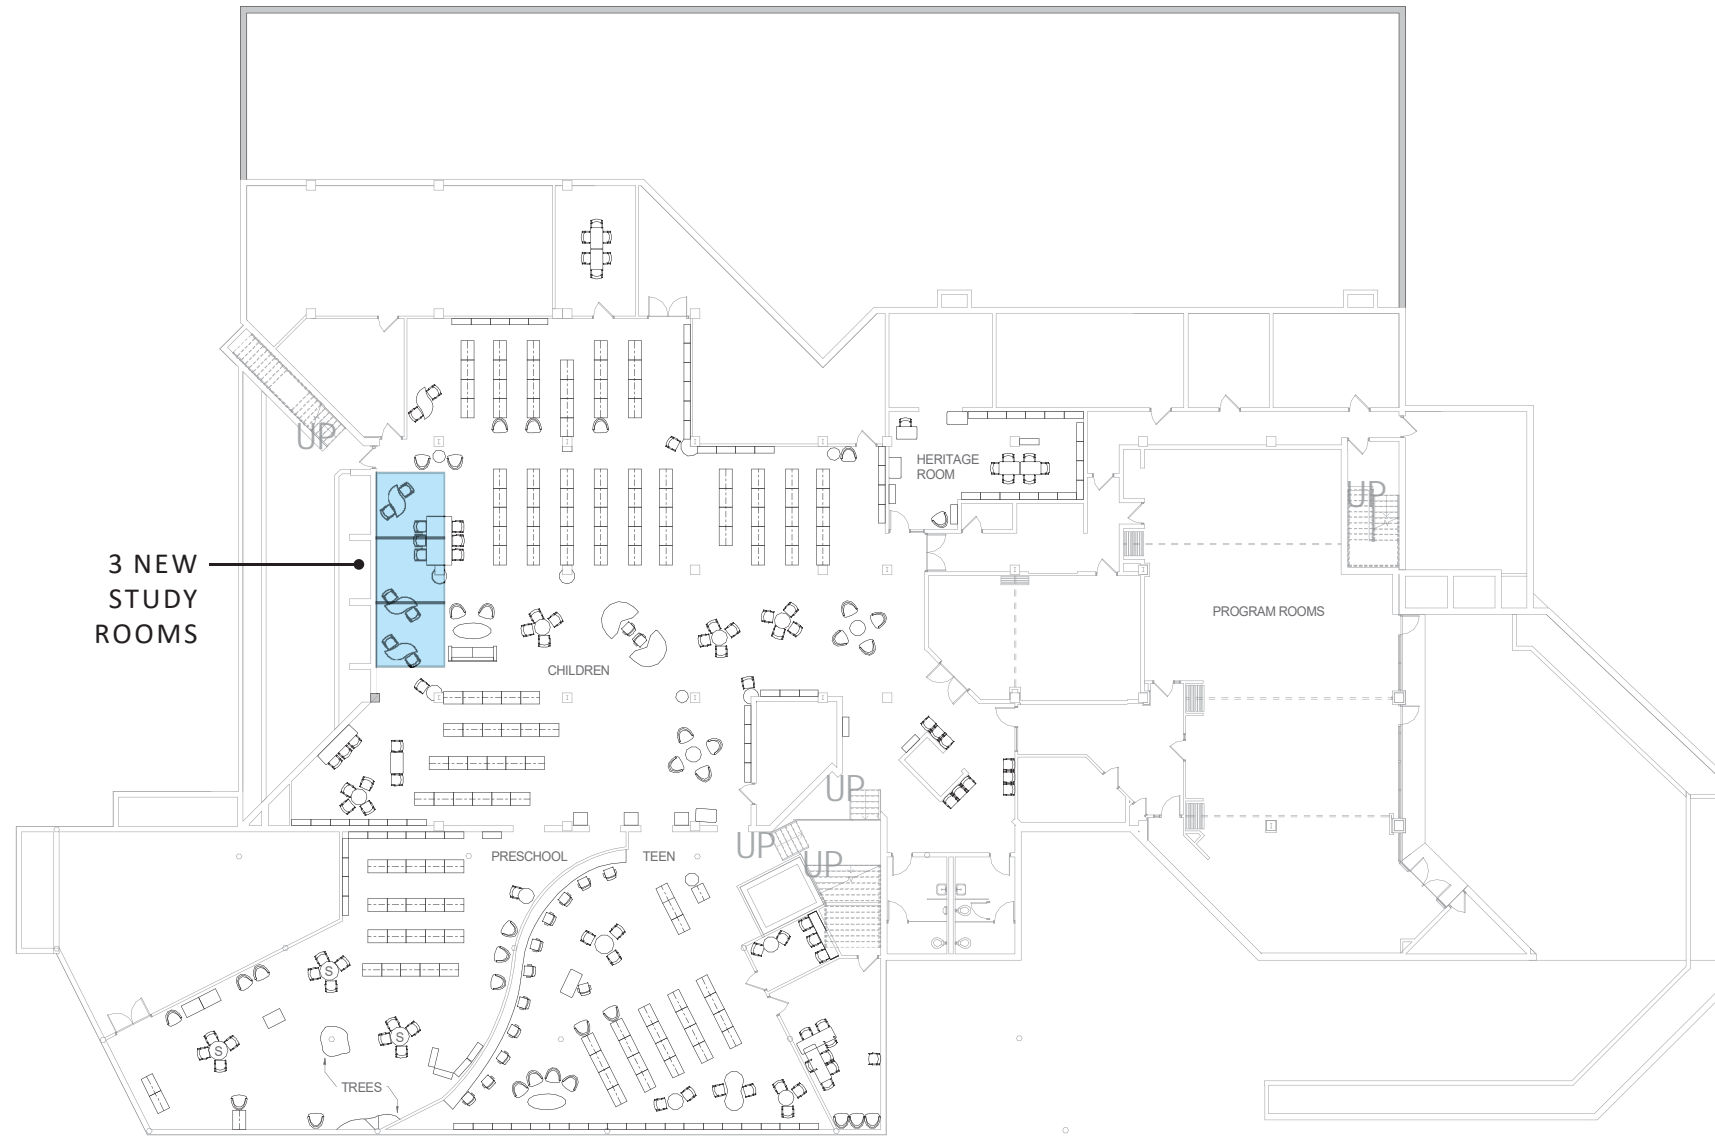 UP
HERITAGE
ROOM
UP
3 NEW
STUDY
ROOMS
PROGRAM ROOMS
CHILDREN
UP
UP
UP
PRESCHOOL
TEEN
S
S
S
TREES